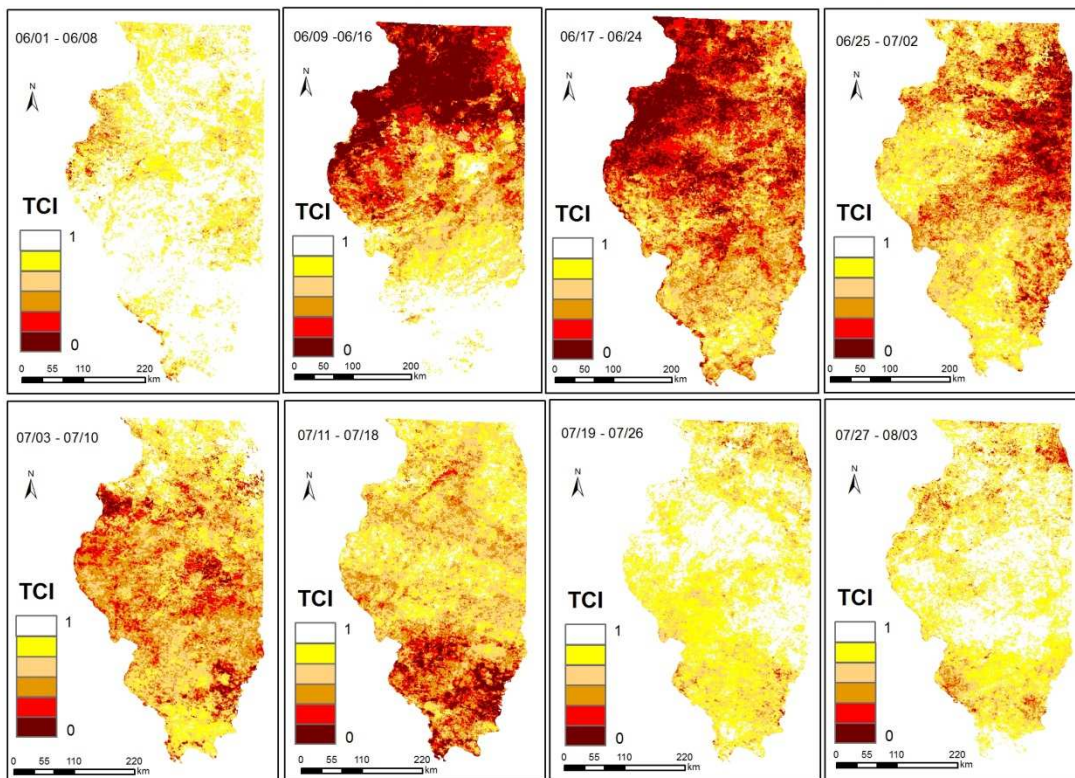 06/01 - 06/08
N
TCI
1
0
0 55 110 220
km
06/09 -06/16
N
TCI
1
0
0 50 100 200
km
06/17 - 06/24
N
TCI
1
0
0 50 100 200
km
06/25 - 07/02
N
TCI
1
0
0 50 100 200
km
07/03 - 07/10
N
TCI
1
0
0 55 110 220
km
07/11 - 07/18
N
TCI
1
0
0 55 110 220
km
07/19 - 07/26
N
TCI
1
0
0 55 110 220
km
07/27 - 08/03
N
TCI
1
0
0 55 110 220
km